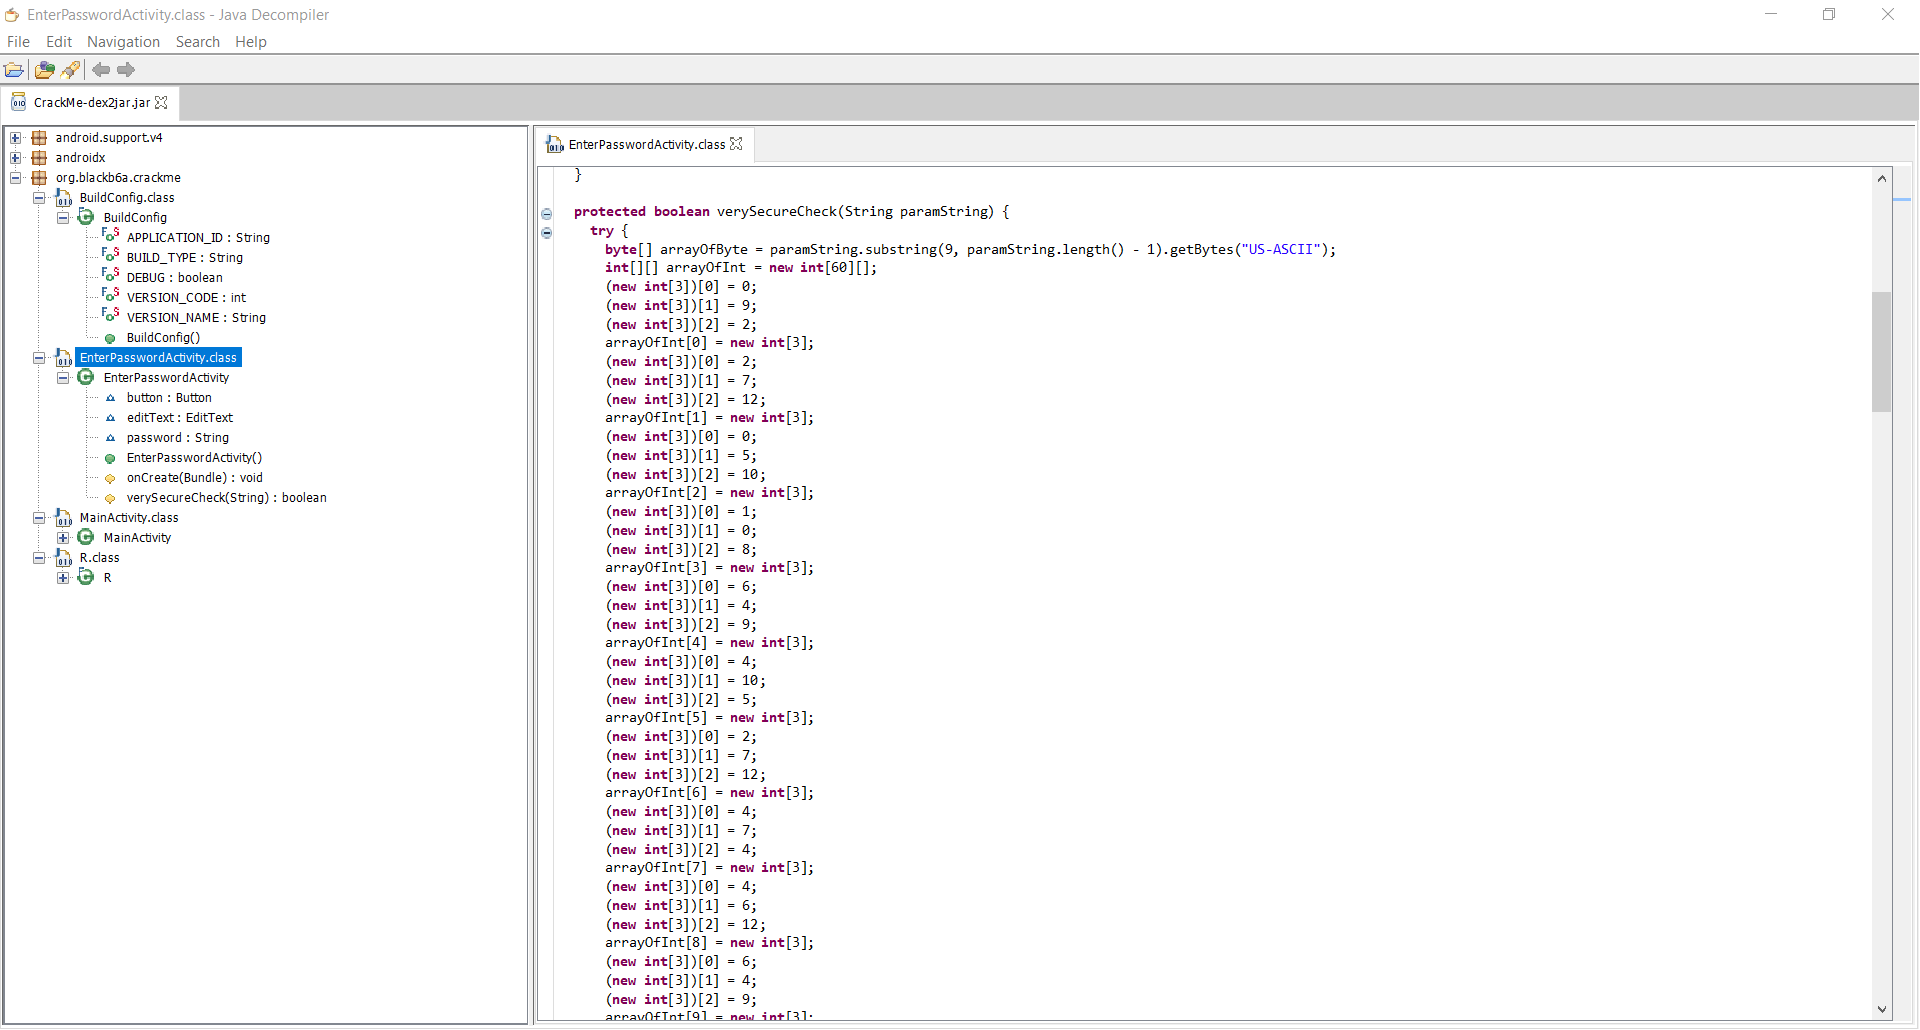 EnterPasswordActivity.class - Java Decompiler
File Edit Navigation Search Help
CrackMe-dex2jar.jar
android.support.v4
androidx
org.blackb6a.crackme
BuildConfig.class
BuildConfig
APPLICATION_ID : String
BUILD_TYPE : String
DEBUG : boolean
VERSION_CODE : int
VERSION_NAME : String
BuildConfig()
EnterPasswordActivity.class
EnterPasswordActivity
button : Button
editText : EditText
password : String
EnterPasswordActivity()
onCreate(Bundle) : void
verySecureCheck(String) : boolean
MainActivity.class
MainActivity
R.class
R
EnterPasswordActivity.class
}
protected boolean verySecureCheck(String paramString) {
try {
byte[] arrayOfByte = paramString.substring(9, paramString.length() - 1).getBytes("US-ASCII");
int[][] arrayOfInt = new int[60][];
(new int[3])[0] = 0;
(new int[3])[1] = 9;
(new int[3])[2] = 2;
arrayOfInt[0] = new int[3];
(new int[3])[0] = 2;
(new int[3])[1] = 7;
(new int[3])[2] = 12;
arrayOfInt[1] = new int[3];
(new int[3])[0] = 0;
(new int[3])[1] = 5;
(new int[3])[2] = 10;
arrayOfInt[2] = new int[3];
(new int[3])[0] = 1;
(new int[3])[1] = 0;
(new int[3])[2] = 8;
arrayOfInt[3] = new int[3];
(new int[3])[0] = 6;
(new int[3])[1] = 4;
(new int[3])[2] = 9;
arrayOfInt[4] = new int[3];
(new int[3])[0] = 4;
(new int[3])[1] = 10;
(new int[3])[2] = 5;
arrayOfInt[5] = new int[3];
(new int[3])[0] = 2;
(new int[3])[1] = 7;
(new int[3])[2] = 12;
arrayOfInt[6] = new int[3];
(new int[3])[0] = 4;
(new int[3])[1] = 7;
(new int[3])[2] = 4;
arrayOfInt[7] = new int[3];
(new int[3])[0] = 4;
(new int[3])[1] = 6;
(new int[3])[2] = 12;
arrayOfInt[8] = new int[3];
(new int[3])[0] = 6;
(new int[3])[1] = 4;
(new int[3])[2] = 9;
arrayOfInt[9] = new int[3];